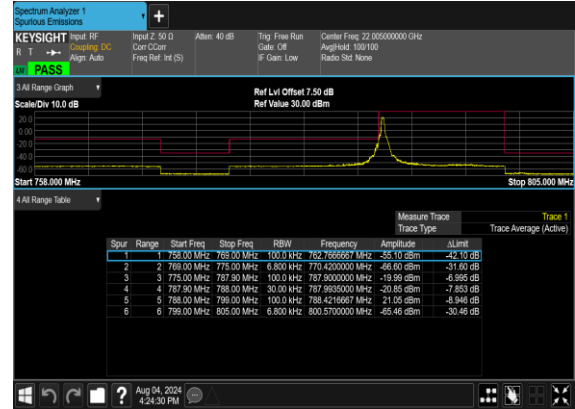 Spectrum Analyzer 1
Spurious Emissions
KEYSIGHT
R T
Input: RF
Coupling: DC
Align: Auto
Input Z: 50 Ω
Corr CCorr
Freq Ref: Int (S)
Atten: 40 dB
Trig: Free Run
Gate: Off
IF Gain: Low
Center Freq: 22.005000000 GHz
Avg|Hold: 100/100
Radio Std: None
PASS
3 All Range Graph
Scale/Div 10.0 dB
Ref Lvl Offset 7.50 dB
Ref Value 30.00 dBm
20.0
0.00
-20.0
-40.0
-60.0
Start 758.000 MHz
Stop 805.000 MHz
4 All Range Table
Measure Trace Trace 1
Trace Type Trace Average (Active)
Spur Range Start Freq Stop Freq RBW Frequency Amplitude ΔLimit
1 1 758.00 MHz 769.00 MHz 100.0 kHz 762.7666667 MHz -55.10 dBm -42.10 dB
2 2 769.00 MHz 775.00 MHz 6.800 kHz 770.4200000 MHz -66.60 dBm -31.60 dB
3 3 775.00 MHz 787.90 MHz 100.0 kHz 787.9000000 MHz -19.99 dBm -6.995 dB
4 4 787.90 MHz 788.00 MHz 30.00 kHz 787.9935000 MHz -20.85 dBm -7.853 dB
5 5 788.00 MHz 799.00 MHz 100.0 kHz 788.4216667 MHz 21.05 dBm -8.946 dB
6 6 799.00 MHz 805.00 MHz 6.800 kHz 800.5700000 MHz -65.46 dBm -30.46 dB
?
Aug 04, 2024
4:24:30 PM